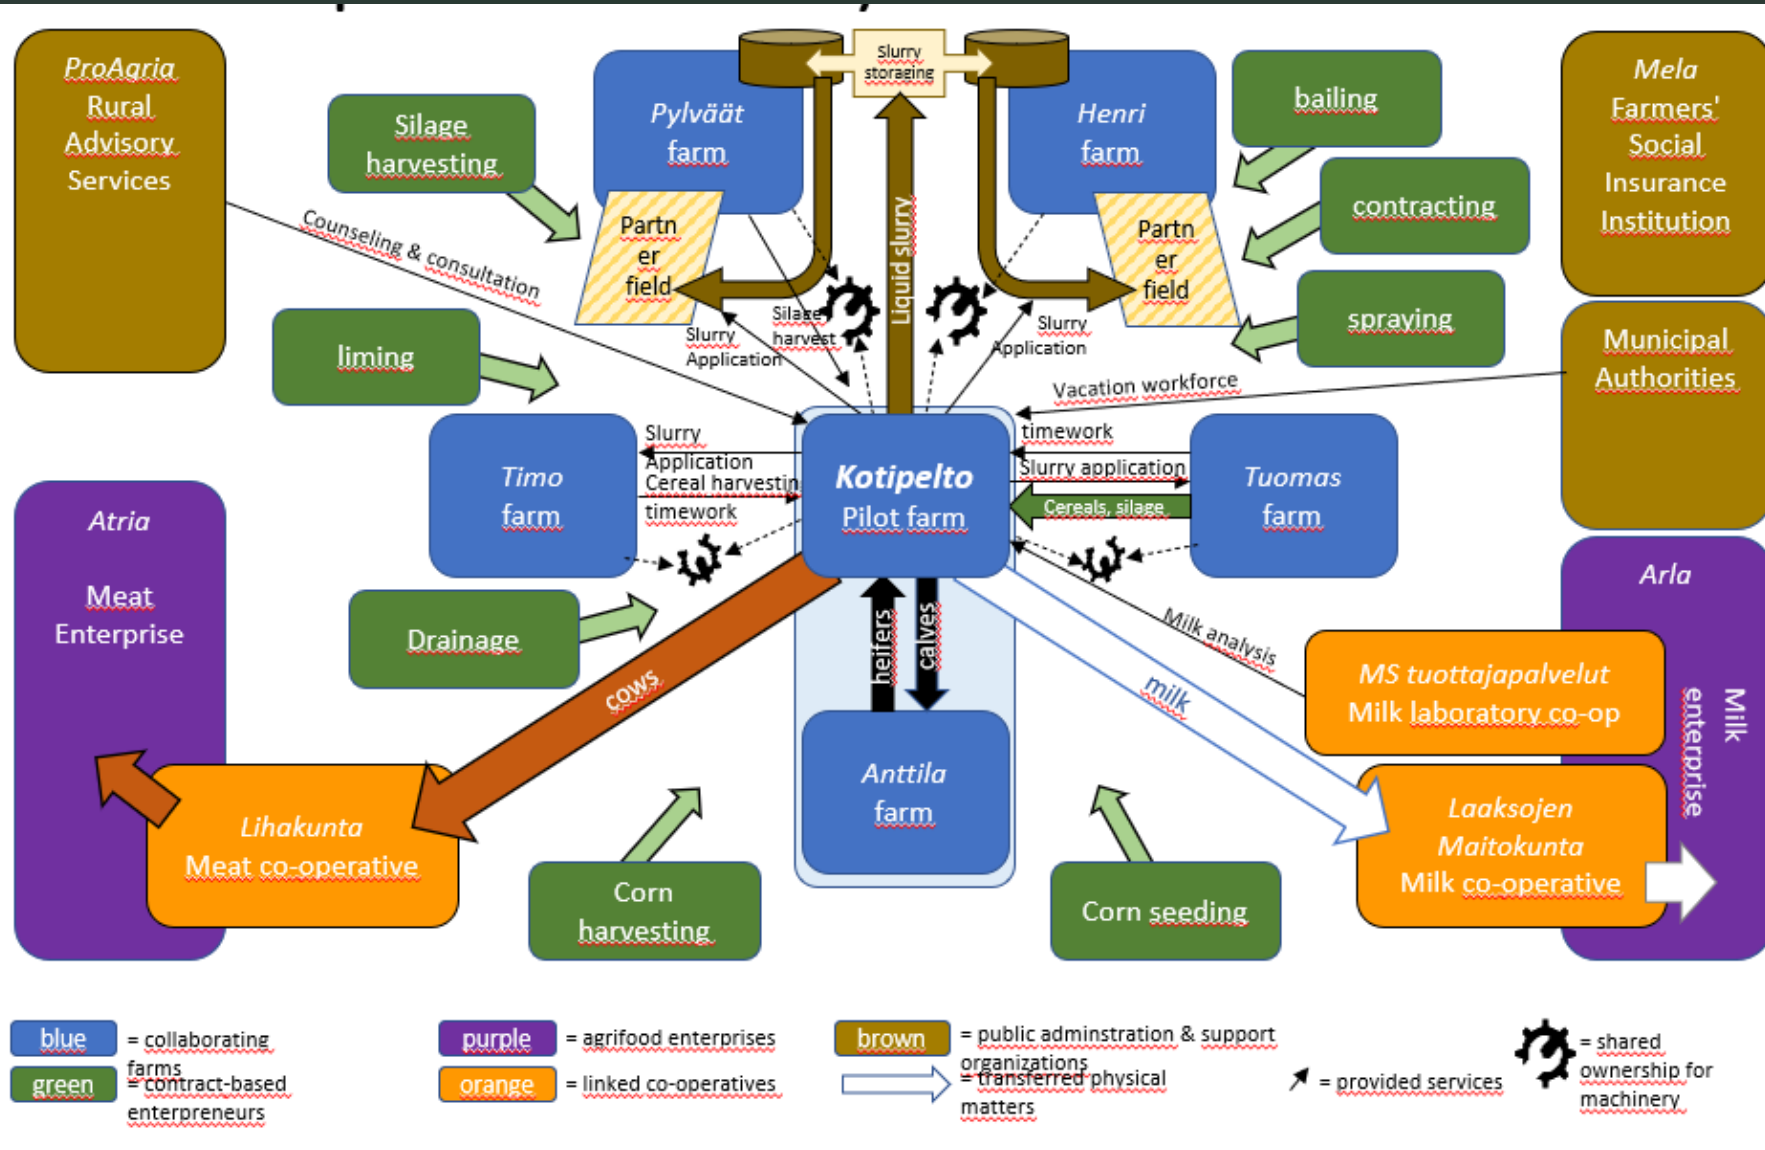 ProAgria
Rural
Advisory
Services
Silage
harvesting
Pylväät
farm
Slurry
storaging
Henri
farm
bailing
Mela
Farmers'
Social
Insurance
Institution
contracting
Partn
er
field
Partn
er
field
Counseling & consultation
Liquid slurry
spraying
liming
Slurry
Application
Silage
harvest
Slurry
Application
Municipal
Authorities
Vacation workforce
Slurry
Application
Cereal harvestin
timework
timework
Slurry application
Cereals, silage
Timo
farm
Kotipelto
Pilot farm
Tuomas
farm
Atria
Meat
Enterprise
Arla
Milk
enterprise
Drainage
cows
heifers
calves
milk
Milk analysis
MS tuottajapalvelut
Milk laboratory co-op
Anttila
farm
Lihakunta
Meat co-operative
Laaksojen
Maitokunta
Milk co-operative
Corn
harvesting
Corn seeding
blue
= collaborating
farms
green
= contract-based
enterpreneurs
purple
= agrifood enterprises
orange
= linked co-operatives
brown
= public adminstration & support
organizations
= transferred physical
matters
= provided services
= shared
ownership for
machinery